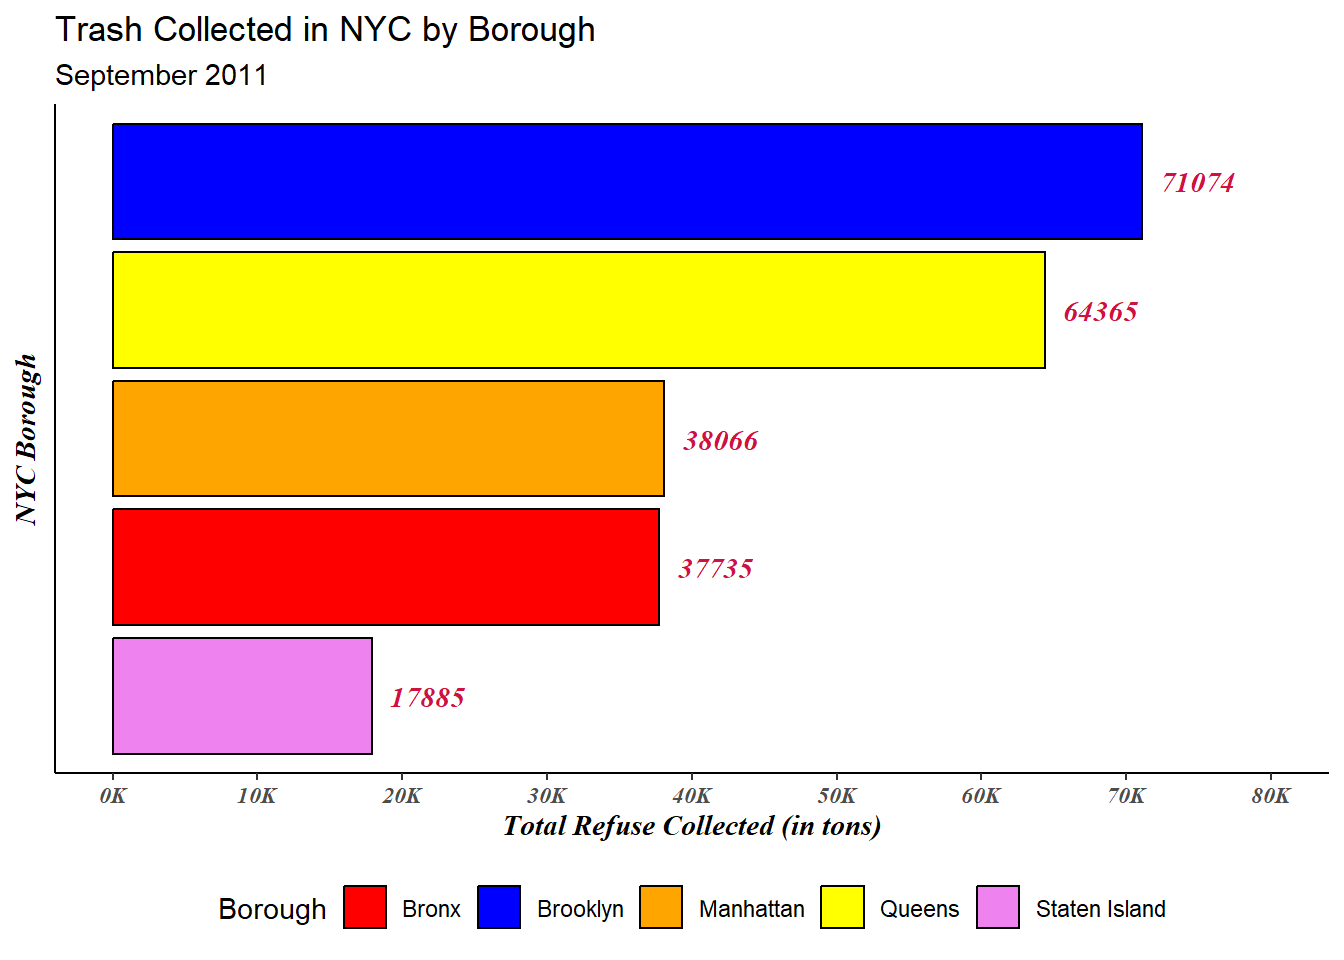 Trash Collected in NYC by Borough
September 2011
71074
64365
38066
37735
17885
NYC Borough
0K 10K 20K 30K 40K 50K 60K 70K 80K
Total Refuse Collected (in tons)
Borough Bronx Brooklyn Manhattan Queens Staten Island